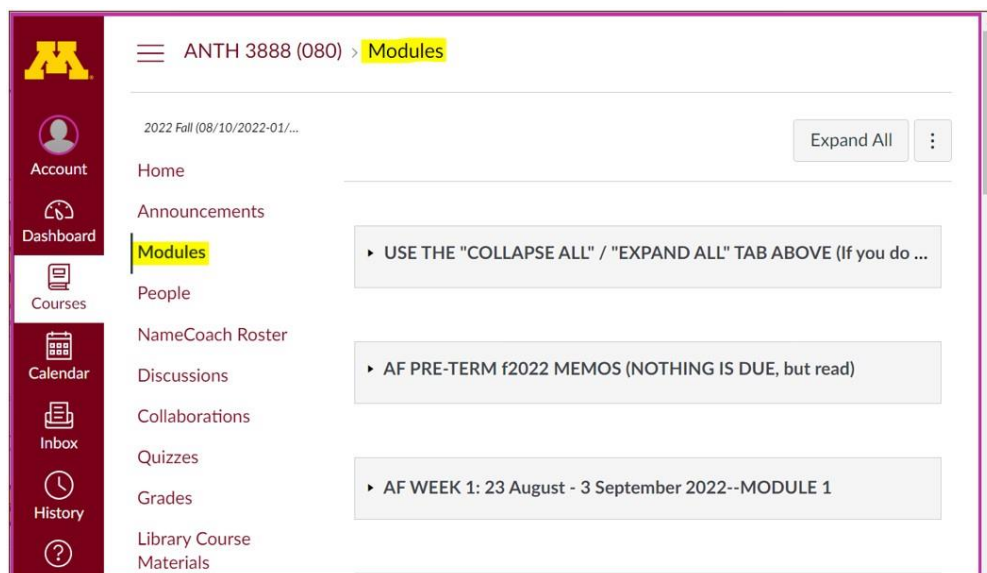 M
ANTH 3888 (080) > Modules
Account
Dashboard
Courses
Calendar
Inbox
History
2022 Fall (08/10/2022-01/...
Home
Announcements
Modules
People
NameCoach Roster
Discussions
Collaborations
Quizzes
Grades
Library Course
Materials
Expand All
USE THE "COLLAPSE ALL" / "EXPAND ALL" TAB ABOVE (If you do ...
AF PRE-TERM f2022 MEMOS (NOTHING IS DUE, but read)
AF WEEK 1: 23 August - 3 September 2022--MODULE 1